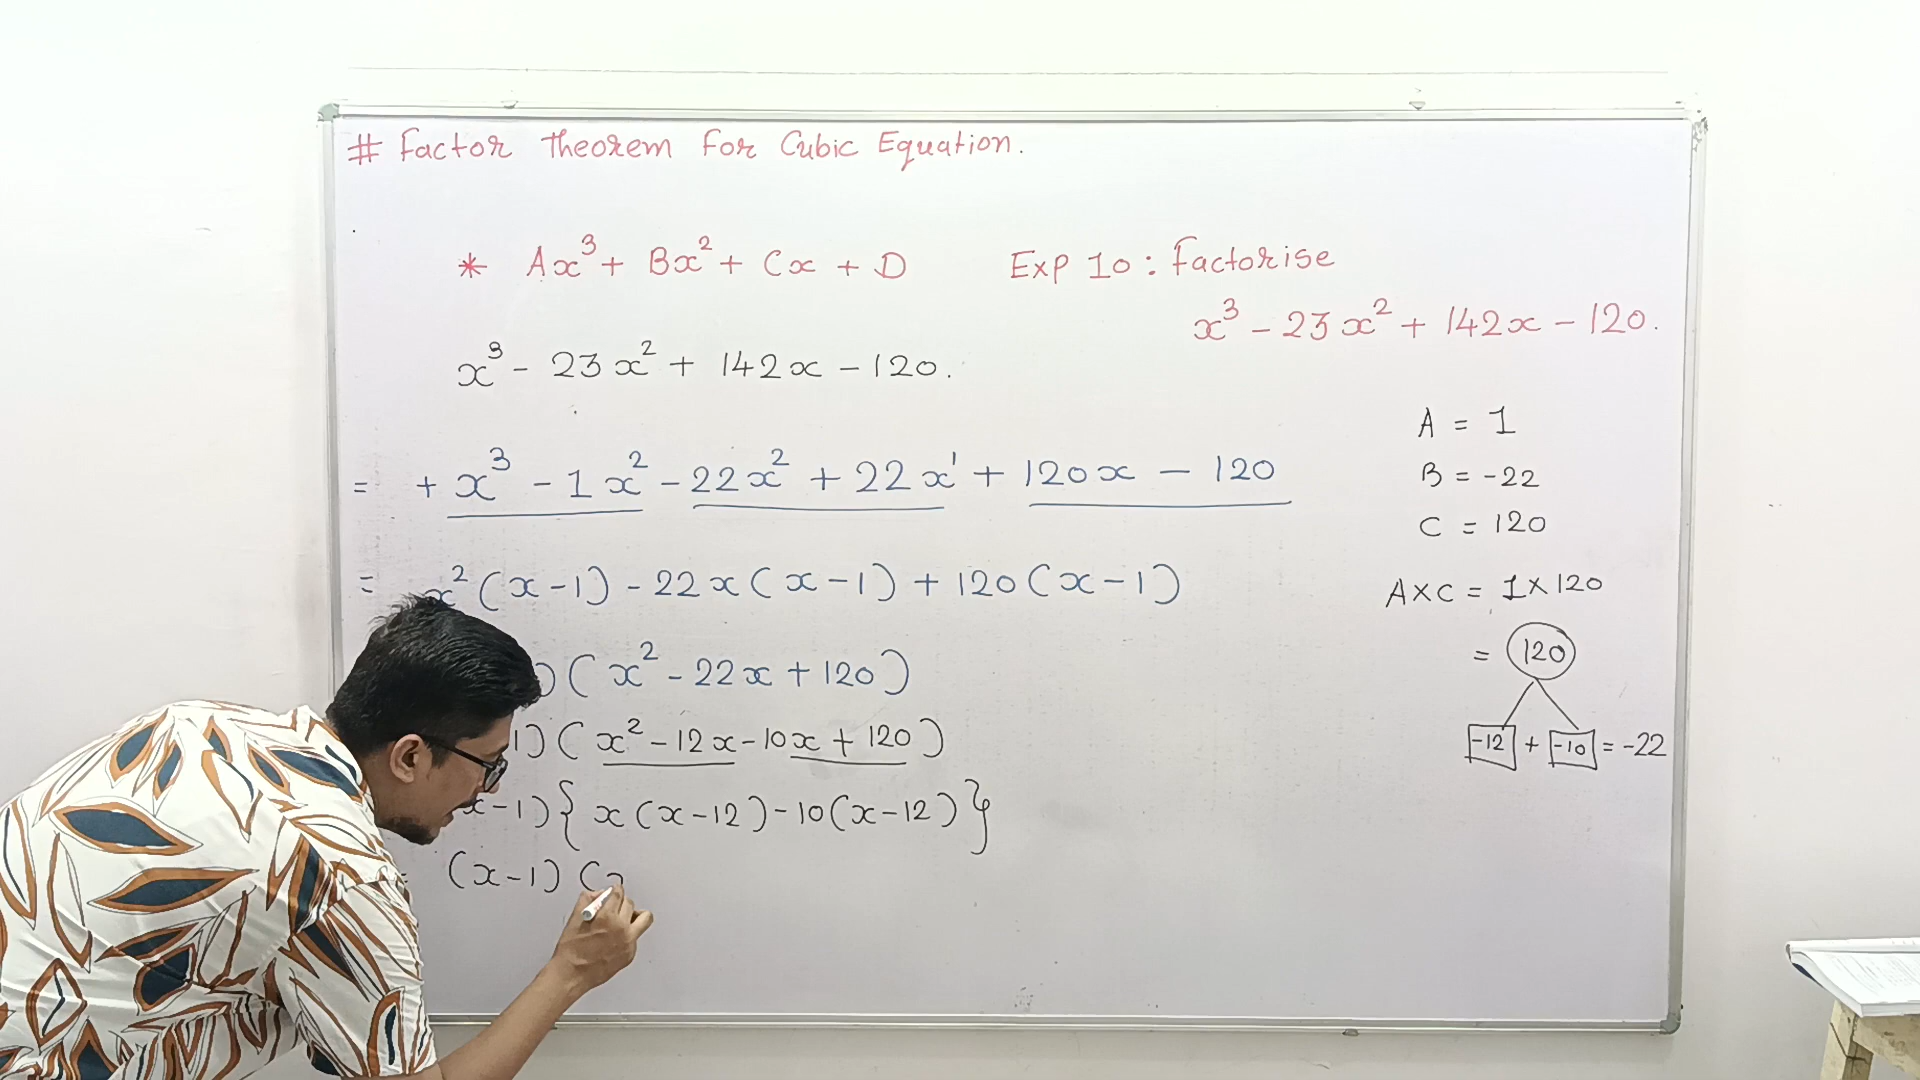 # Factor Theorem For Cubic Equation.
* Ax³ + Bx² + Cx + D
Exp 10 : Factorise
x³ - 23x² + 142x - 120.
x³ - 23x² + 142x - 120.
= + x³ - 1x² - 22x² + 22x¹ + 120x - 120
= x²(x-1) - 22x(x-1) + 120(x-1)
)(x² - 22x + 120)
1)(x² - 12x - 10x + 120)
x-1){x(x-12) - 10(x-12)}
= (x-1)(
A = 1
B = -22
C = 120
A×C = 1×120
= 120
-12 + -10 = -22